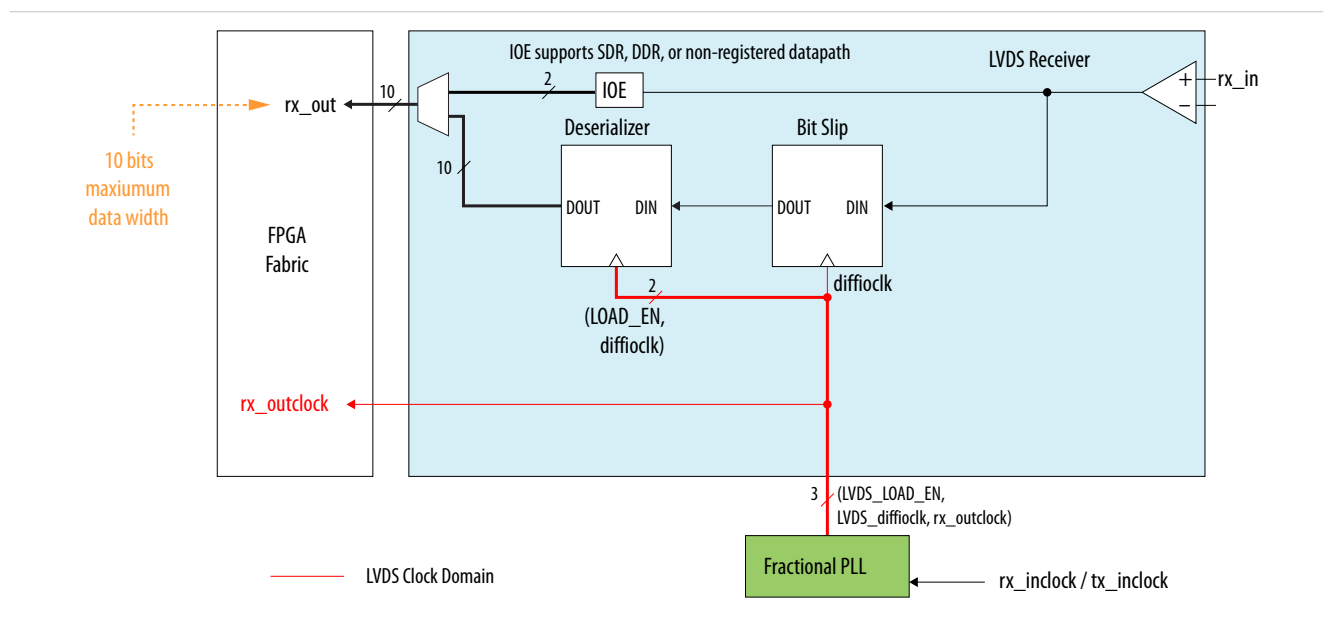 IOE supports SDR, DDR, or non-registered datapath
LVDS Receiver
2
IOE
+
−
rx_in
10
rx_out
Deserializer
Bit Slip
10 bits
maxiumum
data width
10
DOUT
DIN
DOUT
DIN
FPGA
Fabric
2
diffioclk
(LOAD_EN,
diffioclk)
rx_outclock
3
(LVDS_LOAD_EN,
LVDS_diffioclk, rx_outclock)
Fractional PLL
LVDS Clock Domain
rx_inclock / tx_inclock